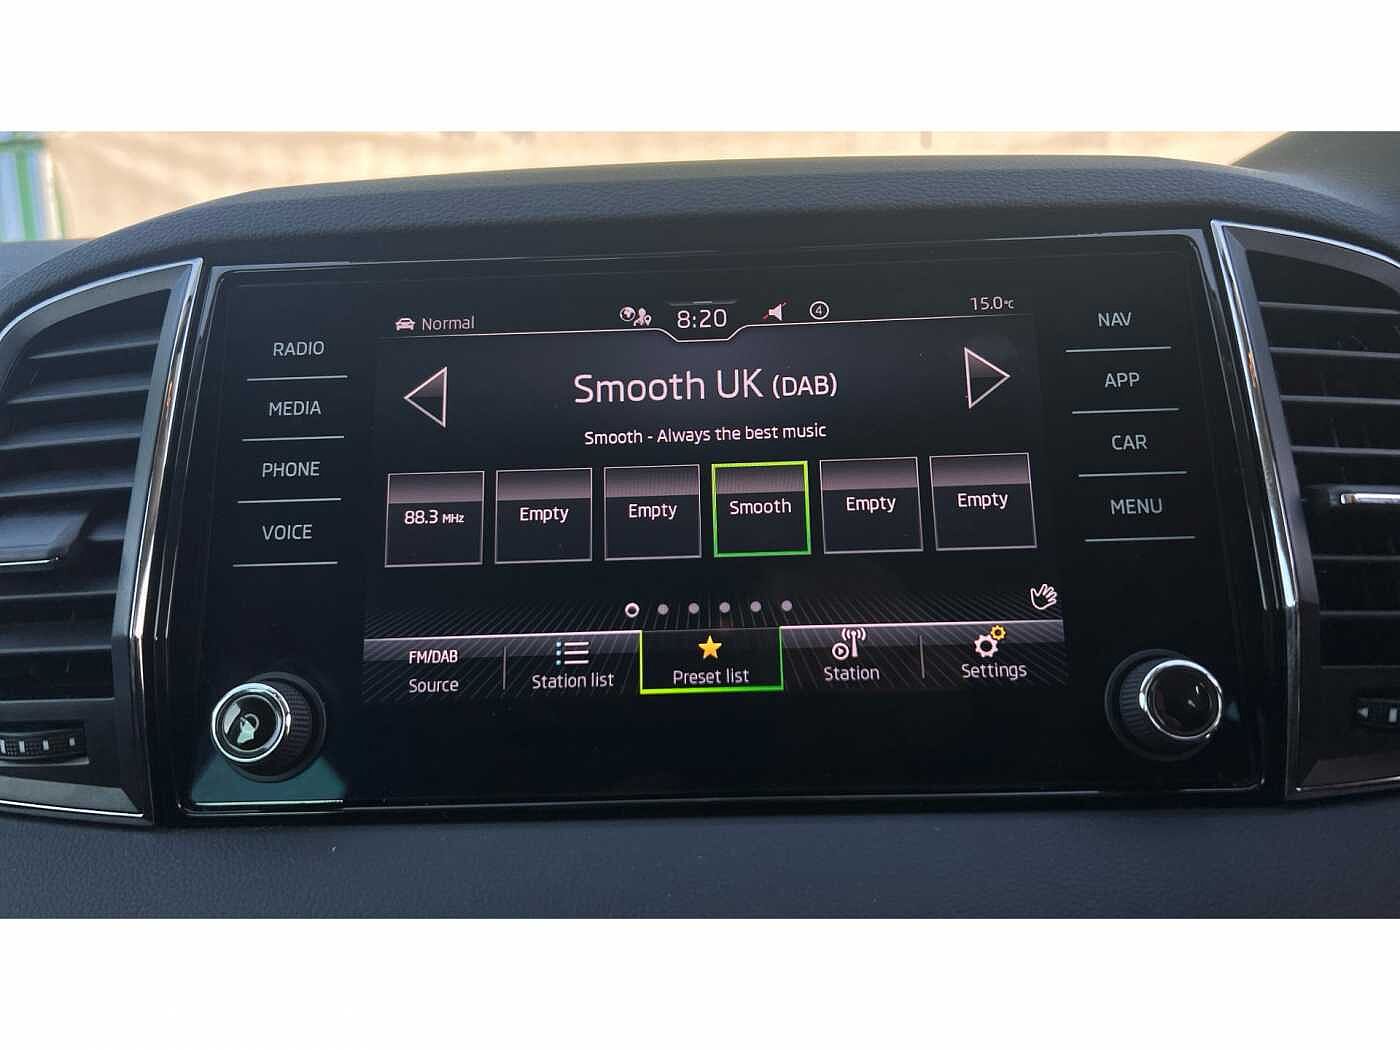 Normal
8:20
4
15.0°C
RADIO
MEDIA
PHONE
VOICE
NAV
APP
CAR
MENU
Smooth UK (DAB)
Smooth - Always the best music
88.3 MHz
Empty
Empty
Smooth
Empty
Empty
FM/DAB
Source
Station list
Preset list
Station
Settings